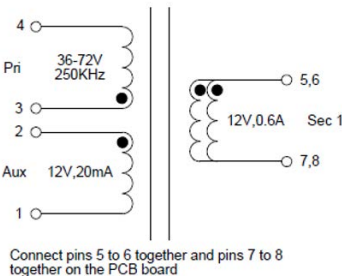 4
36-72V
Pri
250KHz
3
2
Aux
12V,20mA
1
5,6
12V,0.6A
Sec 1
7,8
Connect pins 5 to 6 together and pins 7 to 8
together on the PCB board